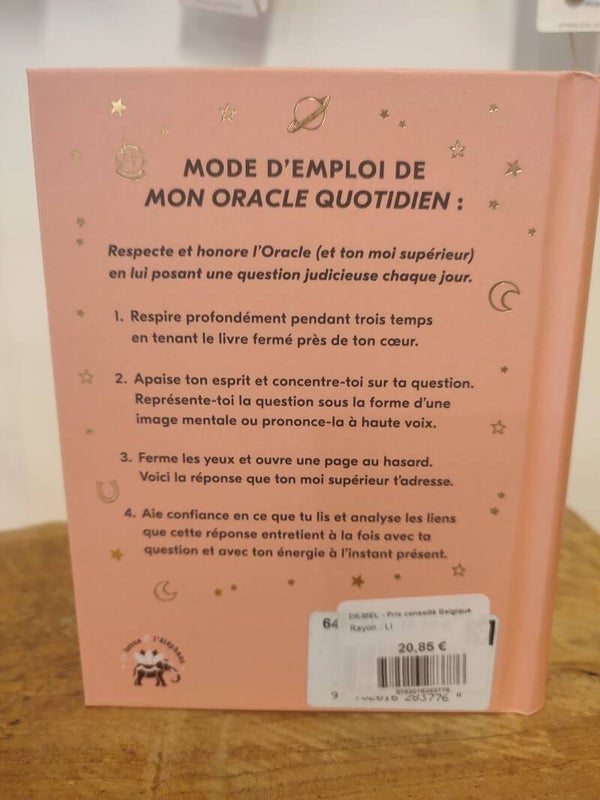 MODE D'EMPLOI DE
MON ORACLE QUOTIDIEN :
Respecte et honore l'Oracle (et ton moi supérieur)
en lui posant une question judicieuse chaque jour.
1. Respire profondément pendant trois temps
en tenant le livre fermé près de ton cœur.
2. Apaise ton esprit et concentre-toi sur ta question.
Représente-toi la question sous la forme d'une
image mentale ou prononce-la à haute voix.
3. Ferme les yeux et ouvre une page au hasard.
Voici la réponse que ton moi supérieur t'adresse.
4. Aie confiance en ce que tu lis et analyse les liens
que cette réponse entretient à la fois avec ta
question et avec ton énergie à l'instant présent.
64
DILIBEL - Prix conseillé Belgique
Rayon : LI
20,85 €
9782016283776
283776
l'éléphant